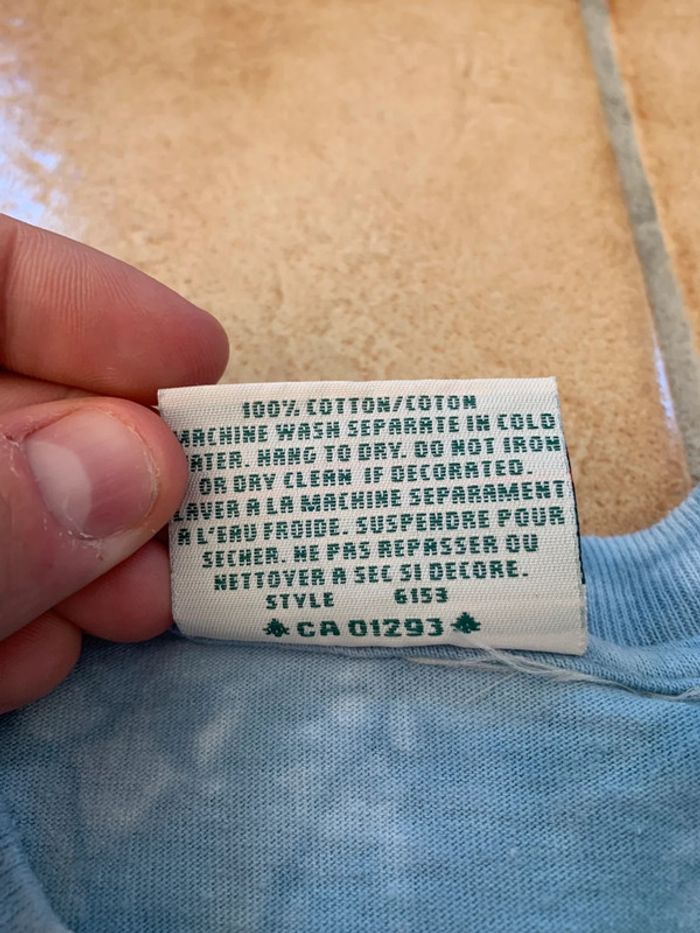 100% COTTON/COTON
MACHINE WASH SEPARATE IN COLD
WATER. HANG TO DRY. DO NOT IRON
OR DRY CLEAN IF DECORATED.
LAVER A LA MACHINE SEPARAMENT
A L'EAU FROIDE. SUSPENDRE POUR
SECHER. NE PAS REPASSER OU
NETTOYER A SEC SI DECORE.
STYLE 6153
CA 01293